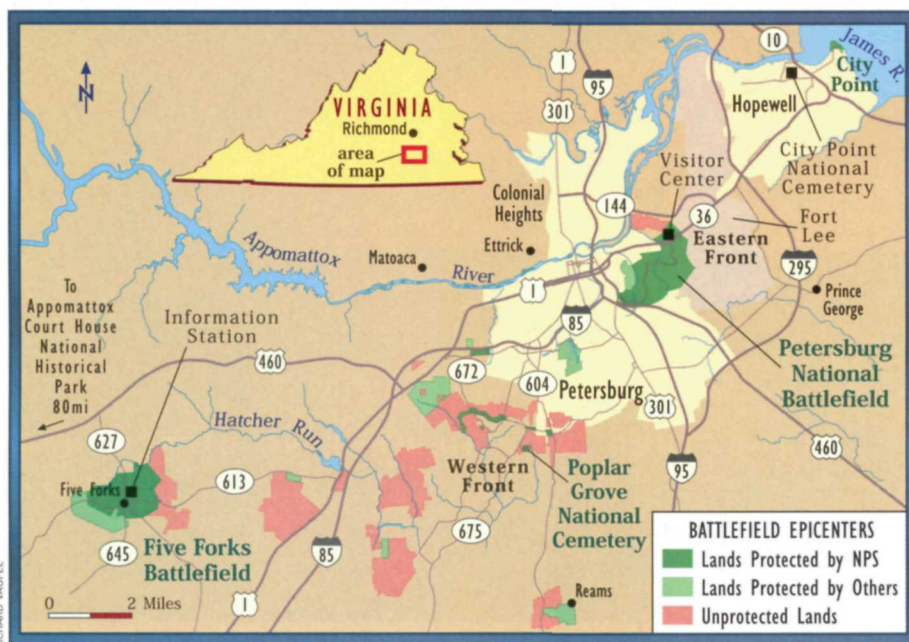 10
James R.
City
Point
Hopewell
1
95
301
N
VIRGINIA
Richmond
area
of map
Visitor
Center
City Point
National
Cemetery
Colonial
Heights
144
36
Fort
Lee
Ettrick
Eastern
Front
Matoaca
Appomattox
River
295
Prince
George
To
Appomattox
Court House
National
Historical
Park
80mi
Information
Station
1
85
460
672
604
Petersburg
Petersburg
National
Battlefield
301
627
Hatcher Run
460
95
Five Forks
613
Western
Front
Poplar
Grove
National
Cemetery
645
Five Forks
Battlefield
85
675
1
Reams
0 2 Miles
BATTLEFIELD EPICENTERS
Lands Protected by NPS
Lands Protected by Others
Unprotected Lands